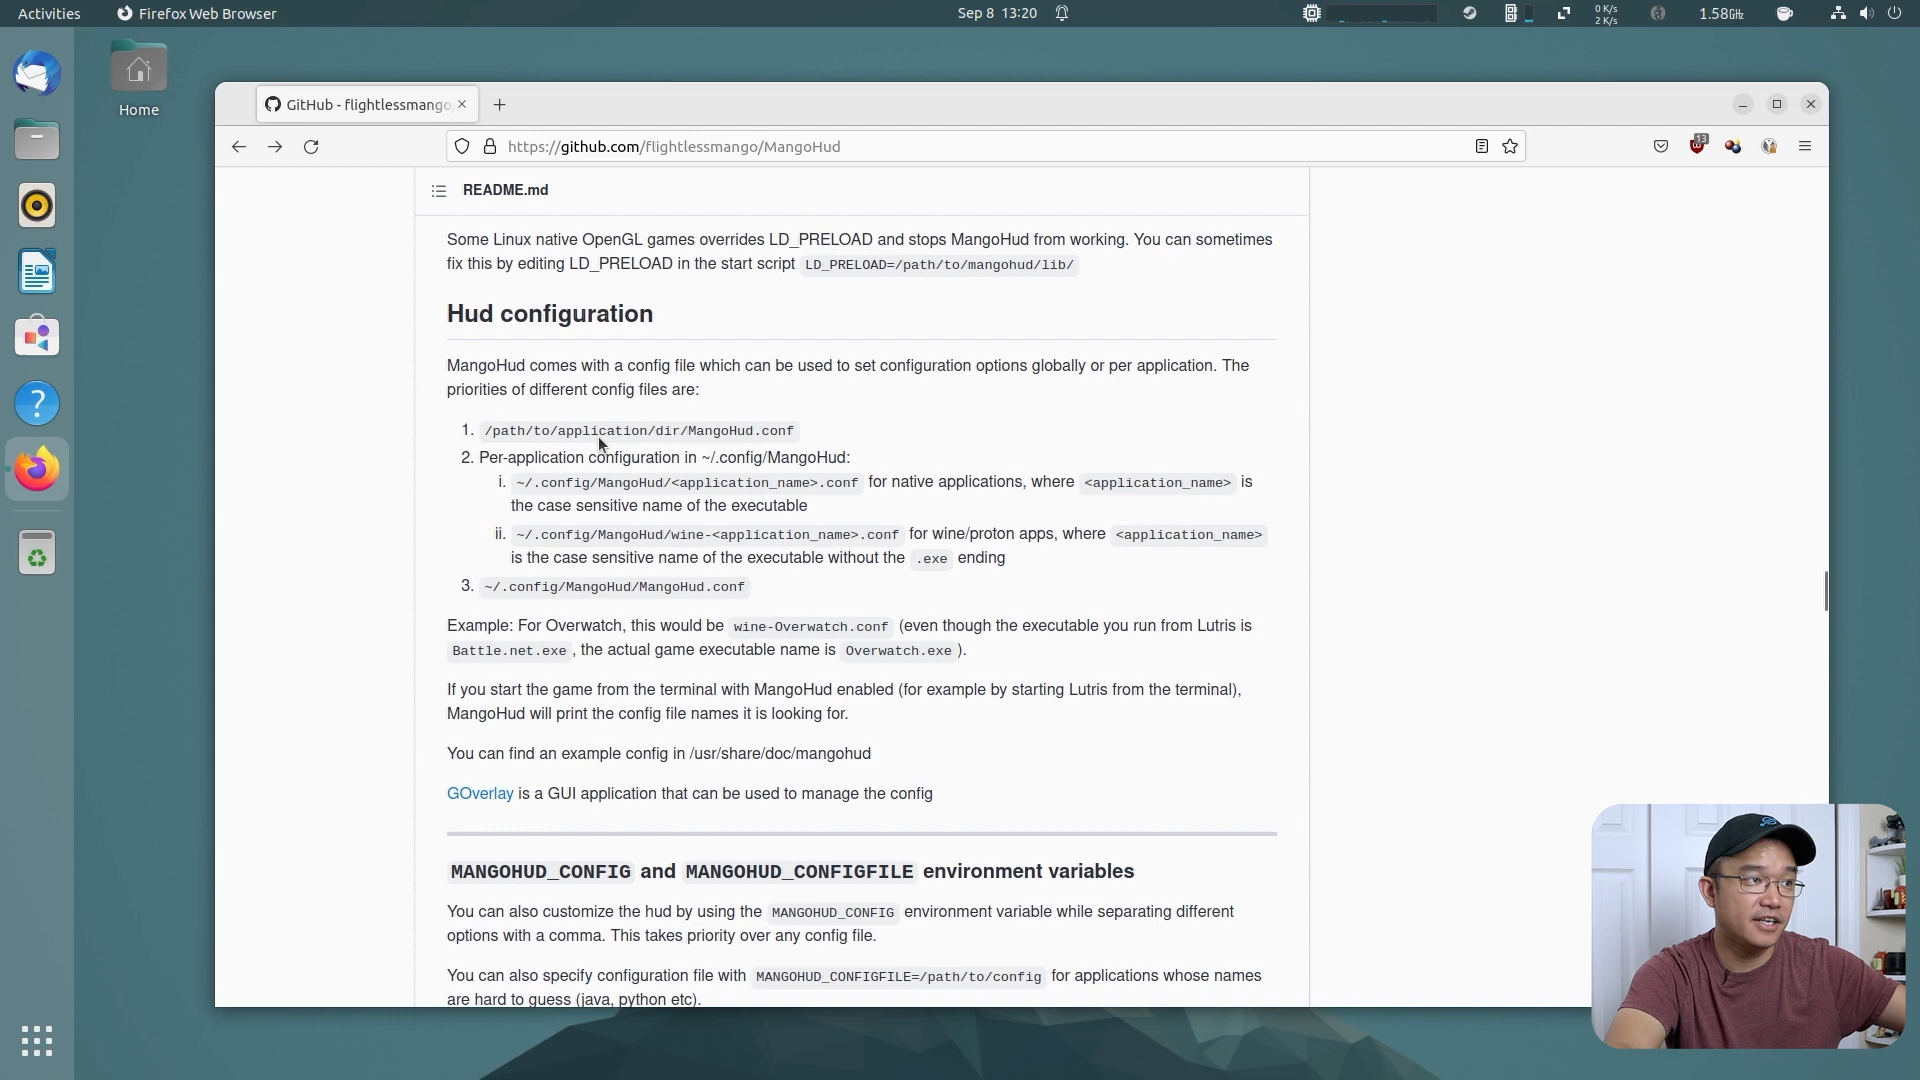 Activities
Firefox Web Browser
Sep 8 13:20
0 K/s
2 K/s
1.58GHz
Home
GitHub - flightlessmango
https://github.com/flightlessmango/MangoHud
13
README.md
Some Linux native OpenGL games overrides LD_PRELOAD and stops MangoHud from working. You can sometimes
fix this by editing LD_PRELOAD in the start script LD_PRELOAD=/path/to/mangohud/lib/
Hud configuration
MangoHud comes with a config file which can be used to set configuration options globally or per application. The
priorities of different config files are:
1. /path/to/application/dir/MangoHud.conf
2. Per-application configuration in ~/.config/MangoHud:
i. ~/.config/MangoHud/<application_name>.conf for native applications, where <application_name> is
the case sensitive name of the executable
ii. ~/.config/MangoHud/wine-<application_name>.conf for wine/proton apps, where <application_name>
is the case sensitive name of the executable without the .exe ending
3. ~/.config/MangoHud/MangoHud.conf
Example: For Overwatch, this would be wine-Overwatch.conf (even though the executable you run from Lutris is
Battle.net.exe, the actual game executable name is Overwatch.exe).
If you start the game from the terminal with MangoHud enabled (for example by starting Lutris from the terminal),
MangoHud will print the config file names it is looking for.
You can find an example config in /usr/share/doc/mangohud
GOverlay is a GUI application that can be used to manage the config
MANGOHUD_CONFIG and MANGOHUD_CONFIGFILE environment variables
You can also customize the hud by using the MANGOHUD_CONFIG environment variable while separating different
options with a comma. This takes priority over any config file.
You can also specify configuration file with MANGOHUD_CONFIGFILE=/path/to/config for applications whose names
are hard to guess (java, python etc).